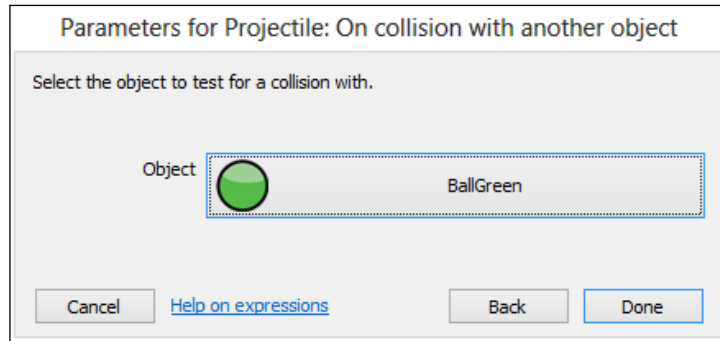 Parameters for Projectile: On collision with another object
Select the object to test for a collision with.
Object BallGreen
Cancel Help on expressions Back Done